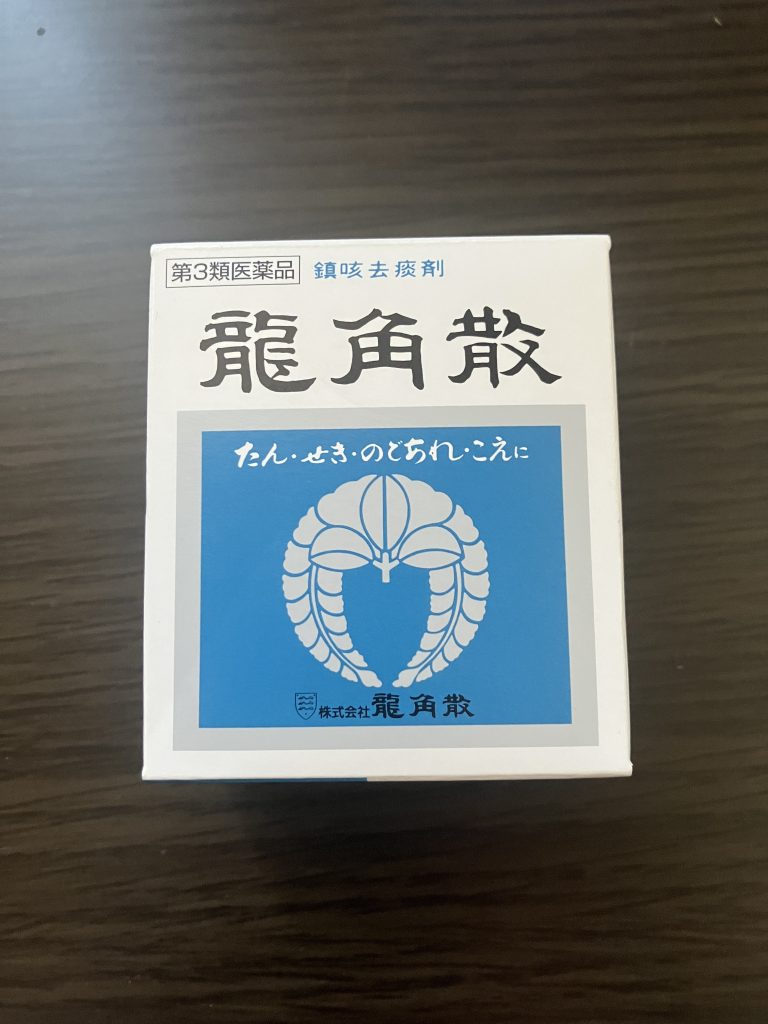 第3類医薬品 鎮咳去痰剤
龍角散
たん・せき・のどあれ・こえに
株式会社龍角散